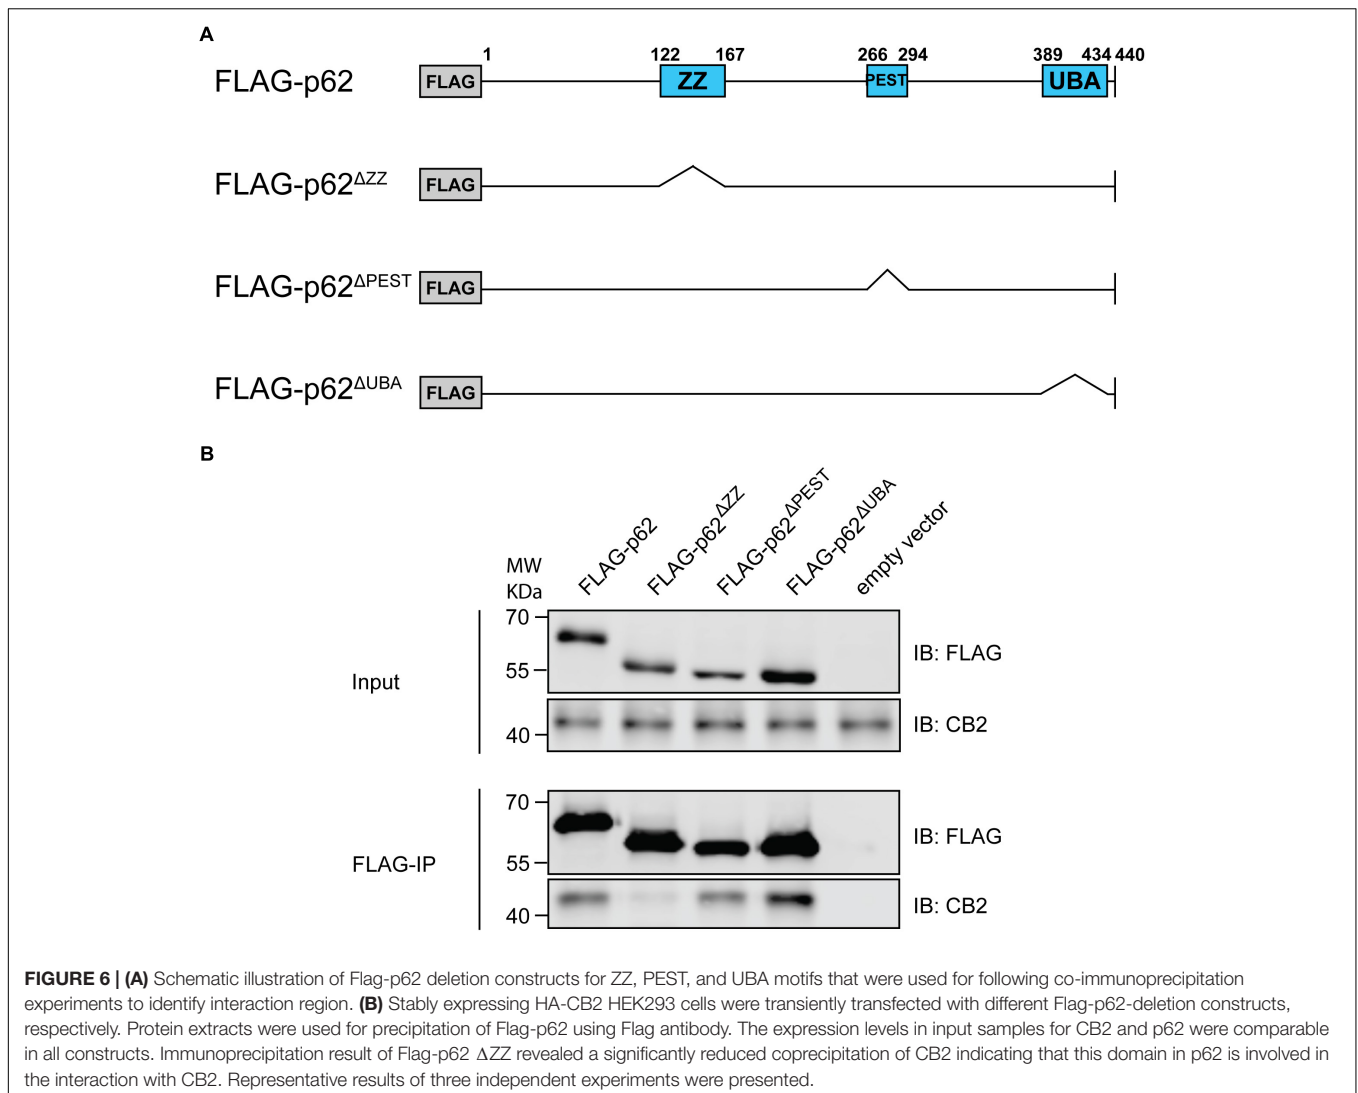 A
1 122 167 266 294 389 434 440
FLAG-p62 FLAG ZZ PEST UBA
FLAG-p62ΔZZ FLAG
FLAG-p62ΔPEST FLAG
FLAG-p62ΔUBA FLAG
B
FLAG-p62 FLAG-p62ΔZZ FLAG-p62ΔPEST FLAG-p62ΔUBA empty vector
MW
KDa
70
IB: FLAG
55
Input
IB: CB2
40
70
IB: FLAG
55
FLAG-IP
IB: CB2
40
FIGURE 6 | (A) Schematic illustration of Flag-p62 deletion constructs for ZZ, PEST, and UBA motifs that were used for following co-immunoprecipitation
experiments to identify interaction region. (B) Stably expressing HA-CB2 HEK293 cells were transiently transfected with different Flag-p62-deletion constructs,
respectively. Protein extracts were used for precipitation of Flag-p62 using Flag antibody. The expression levels in input samples for CB2 and p62 were comparable
in all constructs. Immunoprecipitation result of Flag-p62 ΔZZ revealed a significantly reduced coprecipitation of CB2 indicating that this domain in p62 is involved in
the interaction with CB2. Representative results of three independent experiments were presented.